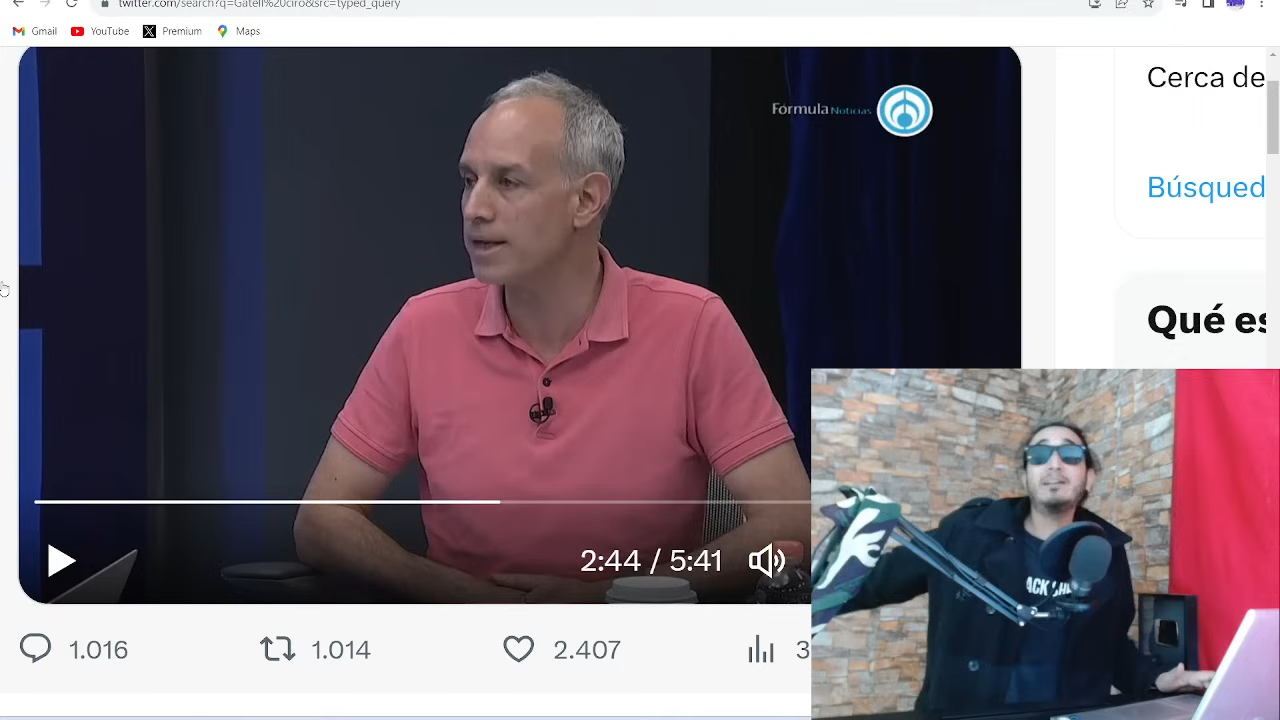 twitter.com/search?q=Gatell%20ciro&src=typed_query
Gmail YouTube Premium Maps
Fórmula Noticias
Cerca de
Búsqued
Qué es
2:44 / 5:41
1.016 1.014 2.407 3